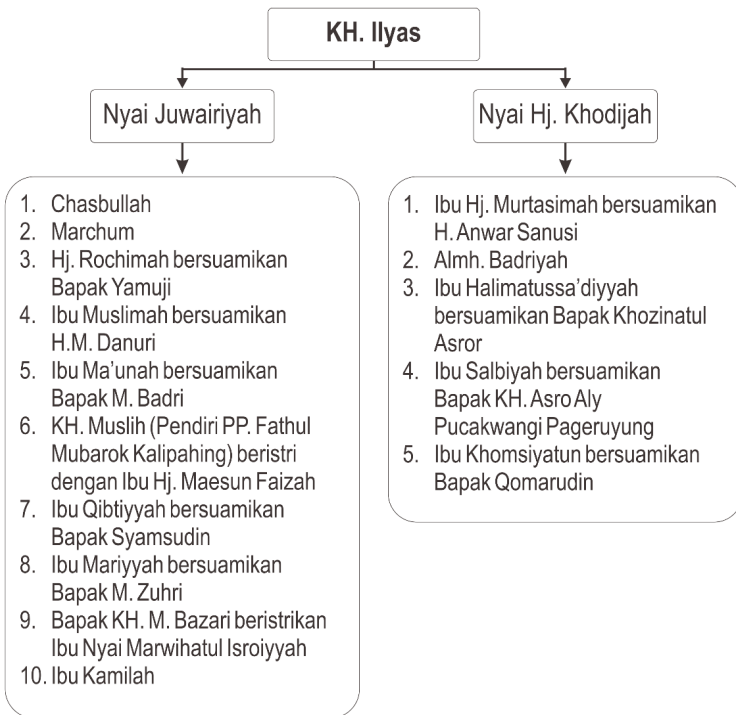 KH. Ilyas
Nyai Juwairiyah
1. Chasbullah
2. Marchum
3. Hj. Rochimah bersuamikan
Bapak Yamuji
4. Ibu Muslimah bersuamikan
H.M. Danuri
5. Ibu Ma’unah bersuamikan
Bapak M. Badri
6. KH. Muslih (Pendiri PP. Fathul
Mubarok Kalipahing) beristri
dengan Ibu Hj. Maesun Faizah
7. Ibu Qibtiyyah bersuamikan
Bapak Syamsudin
8. Ibu Mariyyah bersuamikan
Bapak M. Zuhri
9. Bapak KH. M. Bazari beristrikan
Ibu Nyai Marwihatul Isroiyyah
10. Ibu Kamilah
Nyai Hj. Khodijah
1. Ibu Hj. Murtasimah bersuamikan
H. Anwar Sanusi
2. Almh. Badriyah
3. Ibu Halimatussa’diyyah
bersuamikan Bapak Khozinatul
Asror
4. Ibu Salbiyah bersuamikan
Bapak KH. Asro Aly
Pucakwangi Pageruyung
5. Ibu Khomsiyatun bersuamikan
Bapak Qomarudin